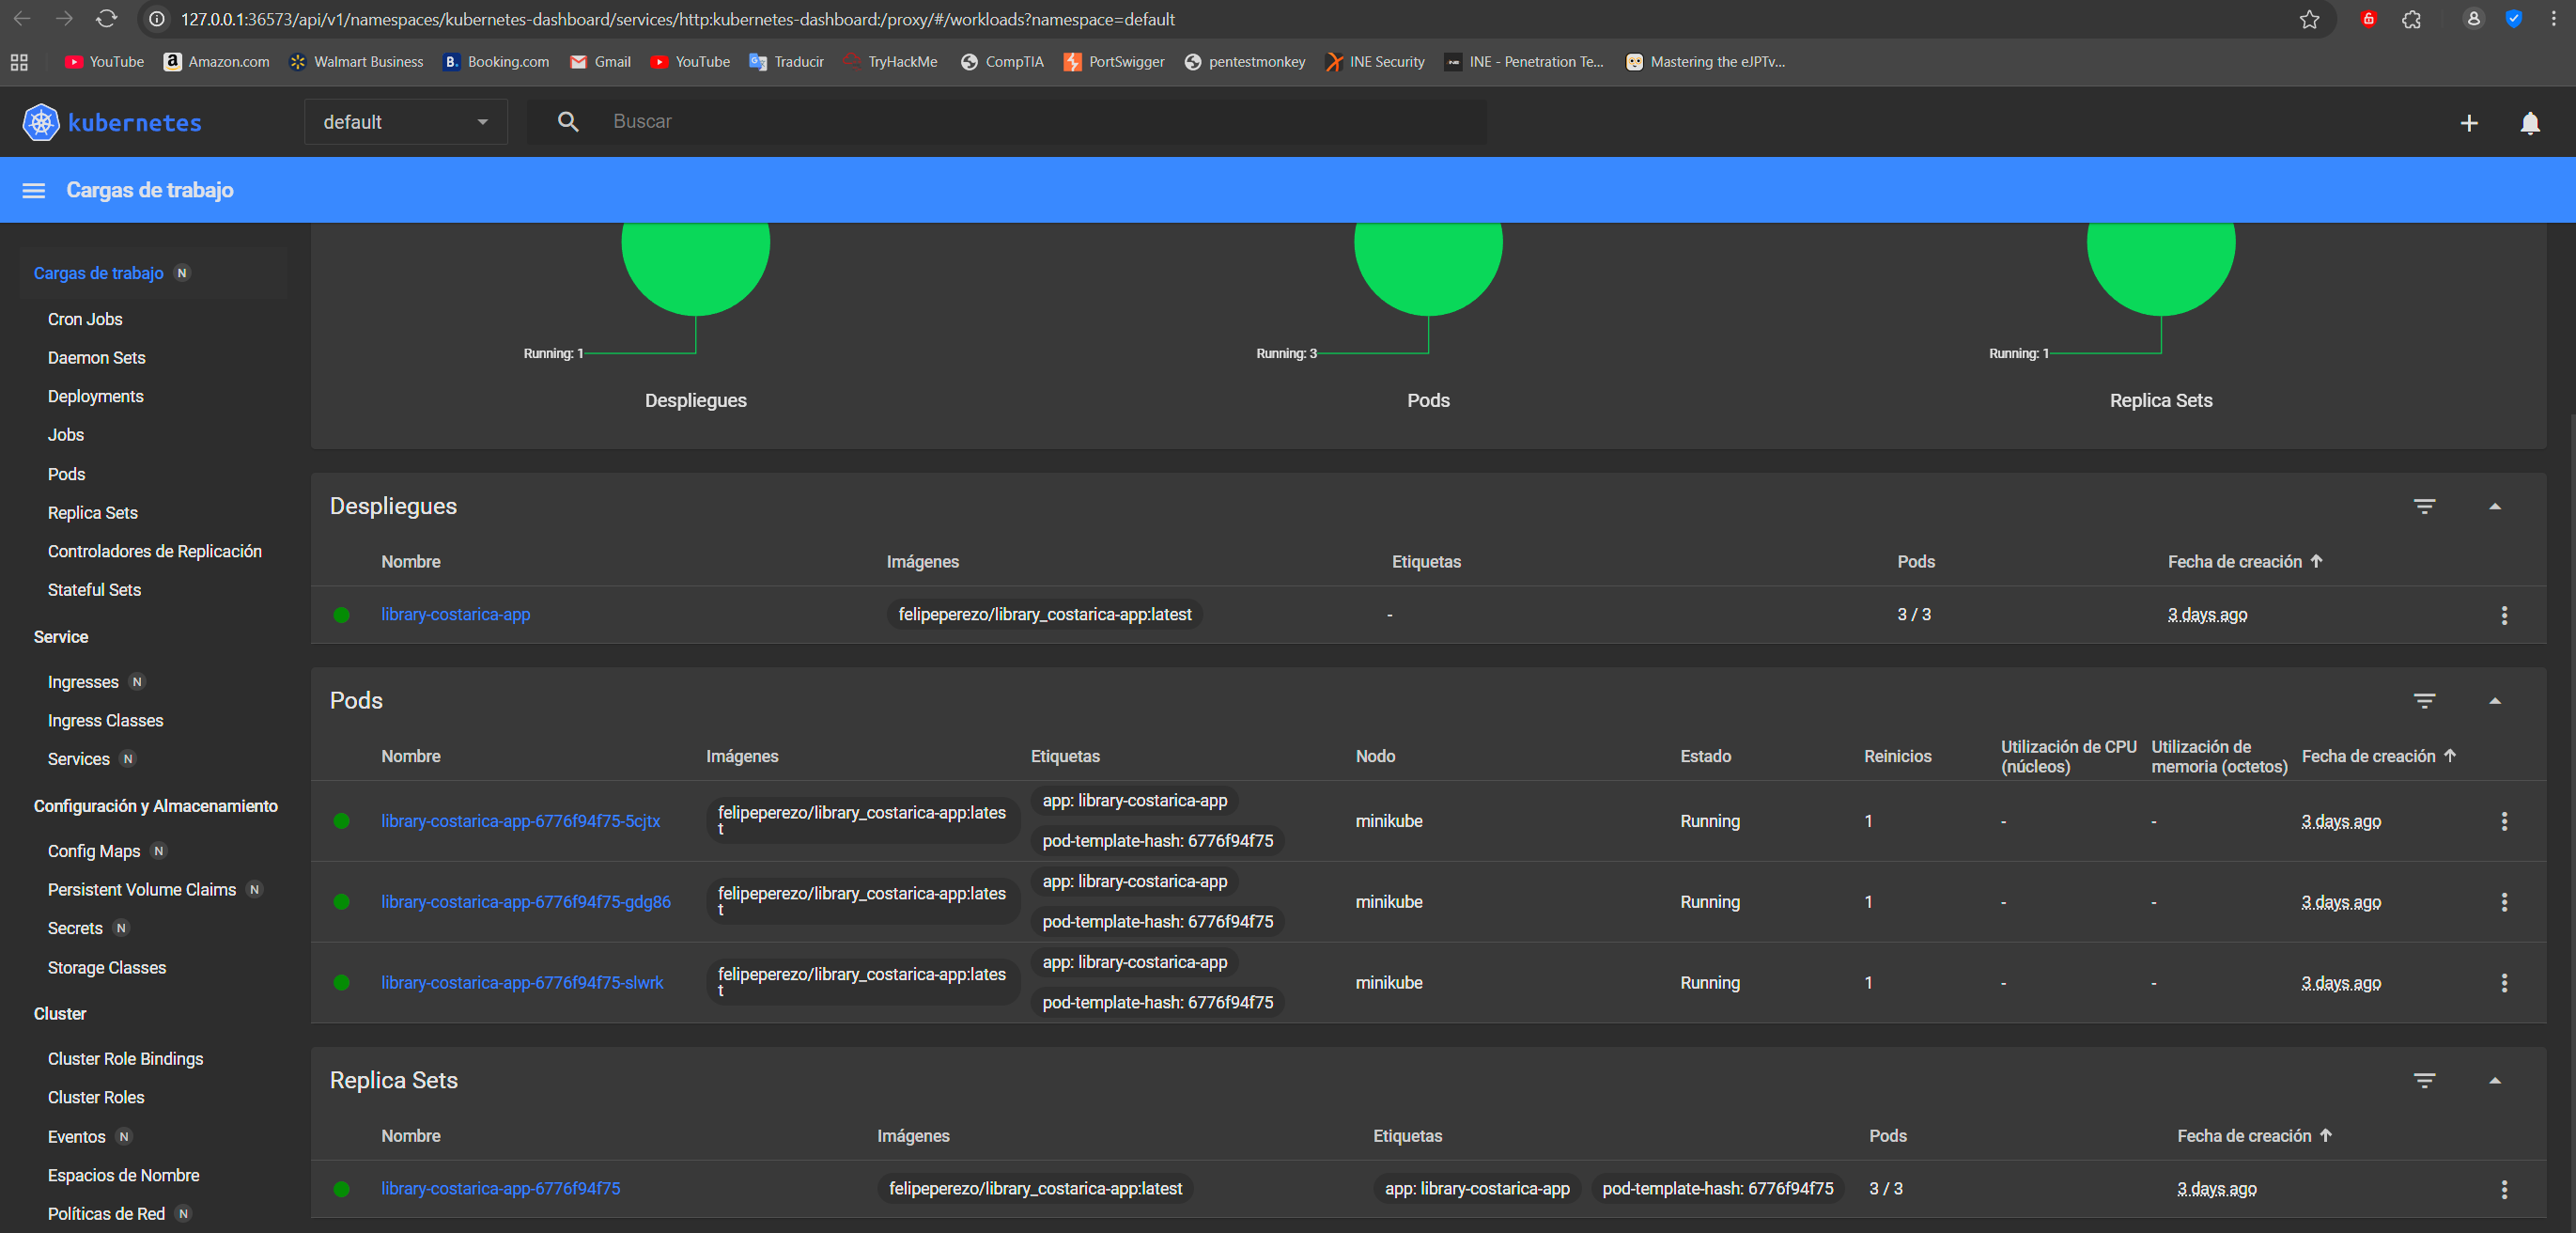 127.0.0.1:36573/api/v1/namespaces/kubernetes-dashboard/services/http:kubernetes-dashboard:/proxy/#/workloads?namespace=default
YouTube Amazon.com Walmart Business Booking.com Gmail YouTube Traducir TryHackMe CompTIA PortSwigger pentestmonkey INE Security INE - Penetration Te... Mastering the eJPTv...
kubernetes default Buscar
Cargas de trabajo
Cargas de trabajo N
Cron Jobs
Daemon Sets
Deployments
Jobs
Pods
Replica Sets
Controladores de Replicación
Stateful Sets
Service
Ingresses N
Ingress Classes
Services N
Configuración y Almacenamiento
Config Maps N
Persistent Volume Claims N
Secrets N
Storage Classes
Cluster
Cluster Role Bindings
Cluster Roles
Eventos N
Espacios de Nombre
Políticas de Red N
Running: 1 Running: 3 Running: 1
Despliegues Pods Replica Sets
Despliegues
Nombre Imágenes Etiquetas Pods Fecha de creación
library-costarica-app felipeperezo/library_costarica-app:latest - 3 / 3 3 days ago
Pods
Nombre Imágenes Etiquetas Nodo Estado Reinicios Utilización de CPU (núcleos) Utilización de memoria (octetos) Fecha de creación
library-costarica-app-6776f94f75-5cjtx felipeperezo/library_costarica-app:latest app: library-costarica-app minikube Running 1 - - 3 days ago
pod-template-hash: 6776f94f75
library-costarica-app-6776f94f75-gdg86 felipeperezo/library_costarica-app:latest app: library-costarica-app minikube Running 1 - - 3 days ago
pod-template-hash: 6776f94f75
library-costarica-app-6776f94f75-slwrk felipeperezo/library_costarica-app:latest app: library-costarica-app minikube Running 1 - - 3 days ago
pod-template-hash: 6776f94f75
Replica Sets
Nombre Imágenes Etiquetas Pods Fecha de creación
library-costarica-app-6776f94f75 felipeperezo/library_costarica-app:latest app: library-costarica-app pod-template-hash: 6776f94f75 3 / 3 3 days ago